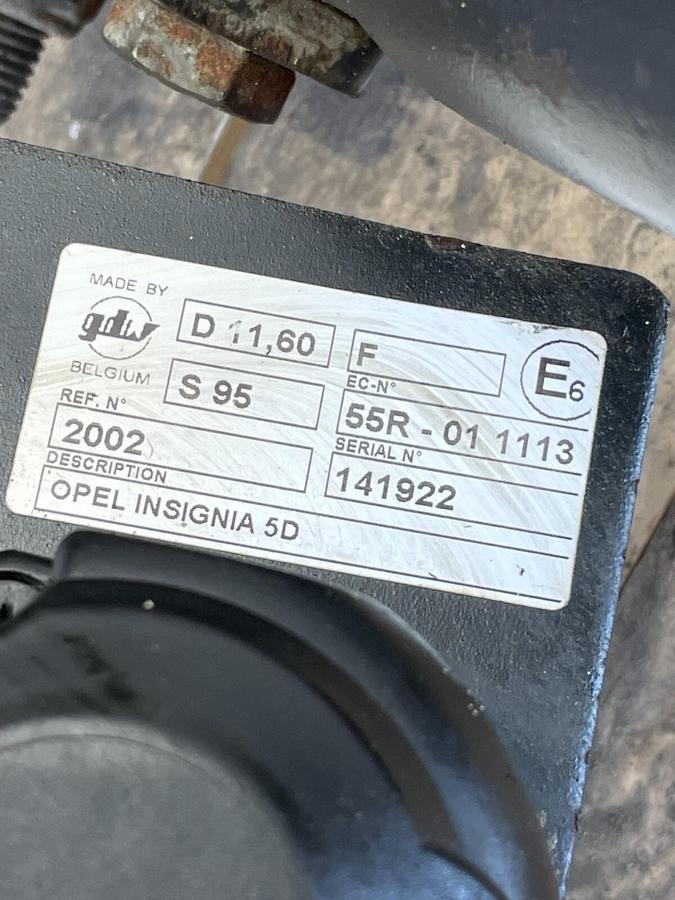 MADE BY
gdw
BELGIUM
D 11,60
S 95
F
E6
EC-N°
55R - 01 1113
REF. N°
2002
SERIAL N°
141922
DESCRIPTION
OPEL INSIGNIA 5D